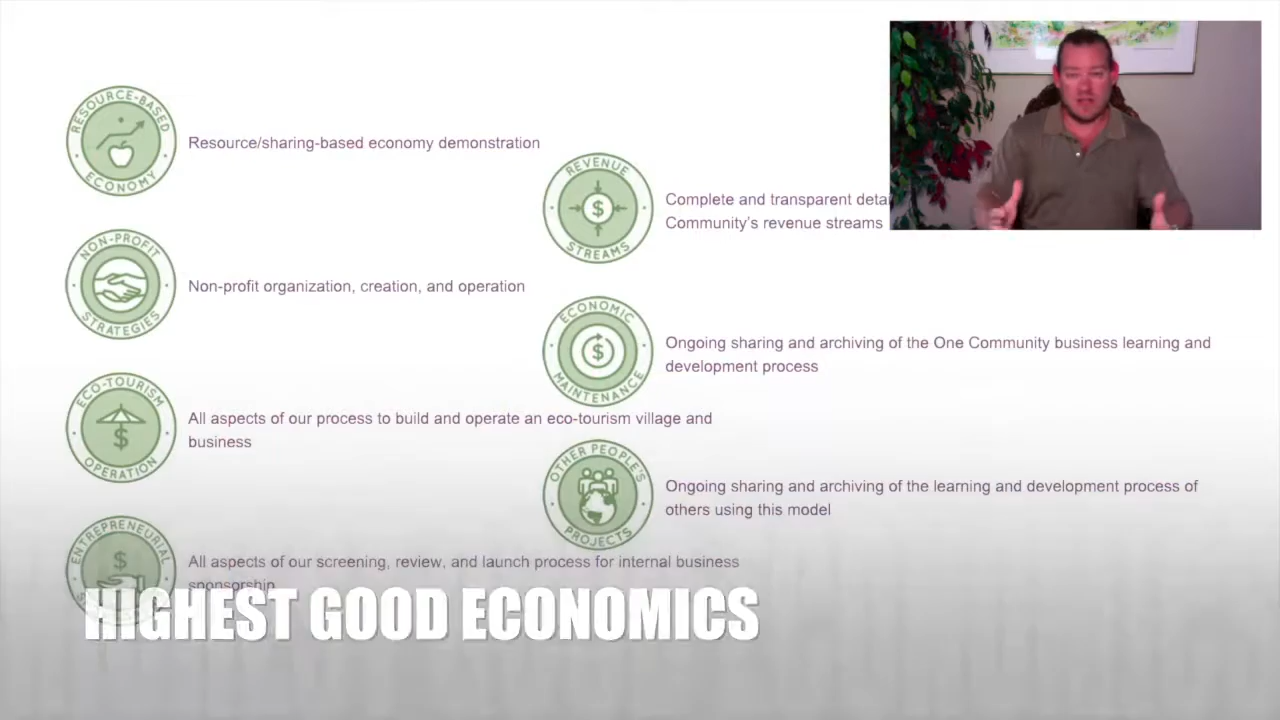 RESOURCE-BASED
ECONOMY
Resource/sharing-based economy demonstration
NON-PROFIT
STRATEGIES
Non-profit organization, creation, and operation
ECO-TOURISM
$
OPERATION
All aspects of our process to build and operate an eco-tourism village and
business
ENTREPRENEURIAL
$
All aspects of our screening, review, and launch process for internal business
sponsorship
REVENUE
$
STREAMS
Complete and transparent
Community's revenue streams
ECONOMIC
$
MAINTENANCE
Ongoing sharing and archiving of the One Community business learning and
development process
OTHER PEOPLE'S
PROJECTS
Ongoing sharing and archiving of the learning and development process of
others using this model
HIGHEST GOOD ECONOMICS